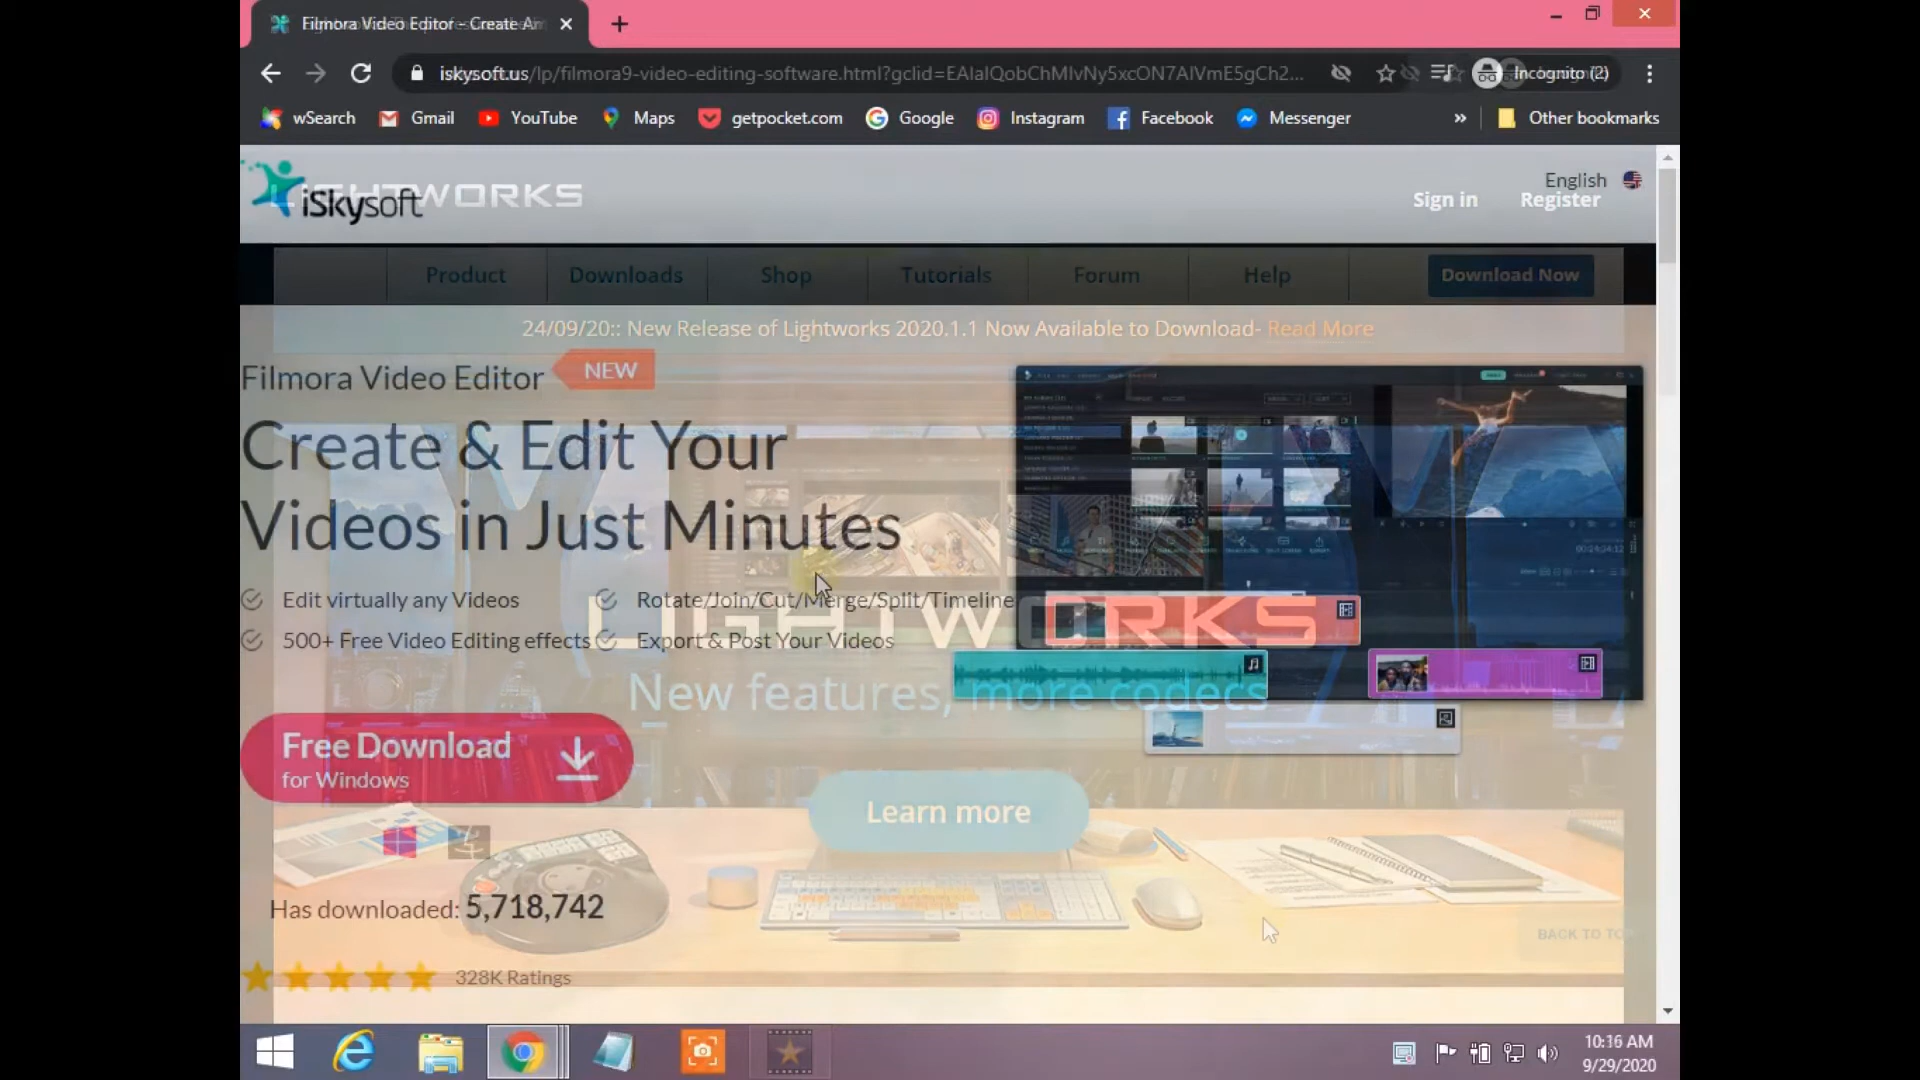 Filmora Video Editor - Create An
iskysoft.us/lp/filmora9-video-editing-software.html?gclid=EAIaIQobChMIvNy5xcON7AIVmE5gCh2...
Incognito (2)
wSearch
Gmail
YouTube
Maps
getpocket.com
Google
Instagram
Facebook
Messenger
»
Other bookmarks
iSkysoft
LIGHTWORKS
English
Sign in
Register
Product
Downloads
Shop
Tutorials
Forum
Help
Download Now
24/09/20:: New Release of Lightworks 2020.1.1 Now Available to Download- Read More
Filmora Video Editor
NEW
Create & Edit Your
Videos in Just Minutes
Edit virtually any Videos
Rotate/Join/Cut/Merge/Split/Timeline
500+ Free Video Editing effects
Export & Post Your Videos
LIGHTWORKS
New features, more codecs
Free Download
for Windows
Learn more
Has downloaded: 5,718,742
BACK TO TOP
328K Ratings
10:16 AM
9/29/2020